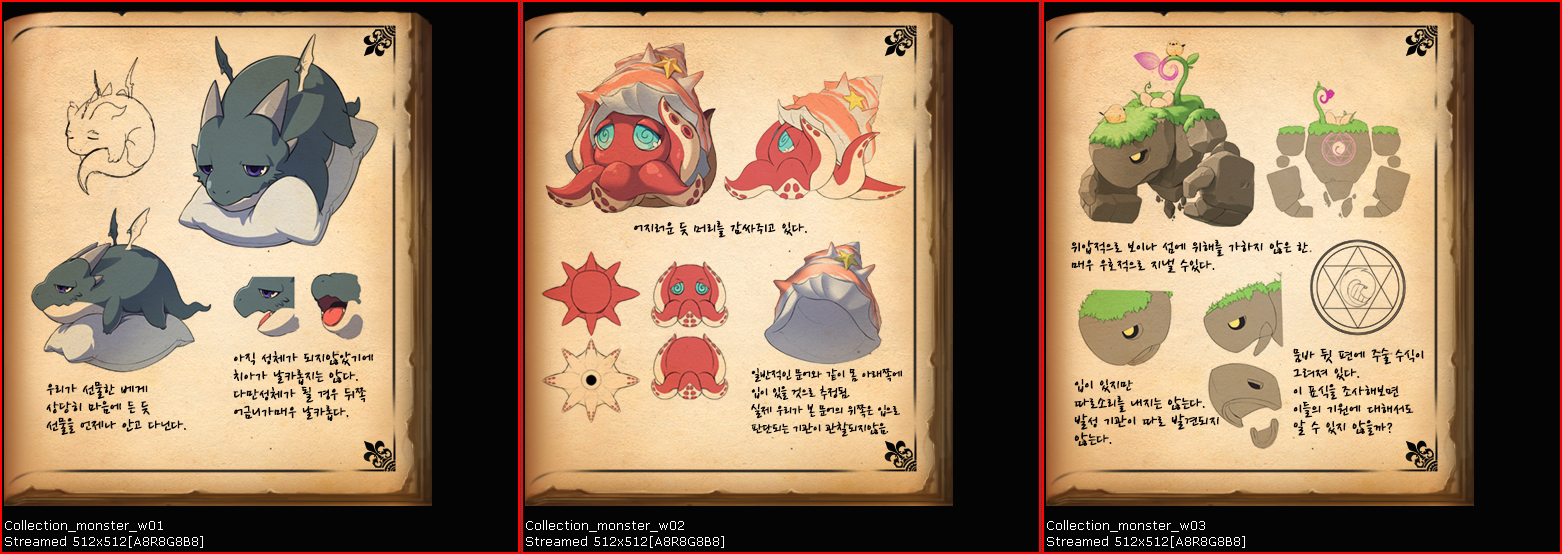 우리가 선물한 베게
상당히 마음에 든 듯
선물을 언제나 안고 다닌다.
아직 성체가 되지않았기에
치아가 날카롭지는 않다.
다만성체가 될 경우 뒤쪽
어금니가매우 날카롭다.
Collection_monster_w01
Streamed 512x512[A8R8G8B8]
어지러운 듯 머리를 감싸쥐고 있다.
일반적인 문어와 같이 몸 아래쪽에
입이 있을 것으로 추정됨.
실제 우리가 본 문어의 위쪽은 입으로
판단되는 기관이 관찰되지않음.
Collection_monster_w02
Streamed 512x512[A8R8G8B8]
위압적으로 보이나 섬에 위해를 가하지 않은 한.
매우 우호적으로 지낼 수있다.
입이 있지만
따로소리를 내지는 않는다.
발성 기관이 따로 발견되지
않는다.
뭄바 뒷 편에 주술 수식이
그려져 있다.
이 표식을 조사해보면
이들의 기원에 대해서도
알 수 있지 않을까?
Collection_monster_w03
Streamed 512x512[A8R8G8B8]